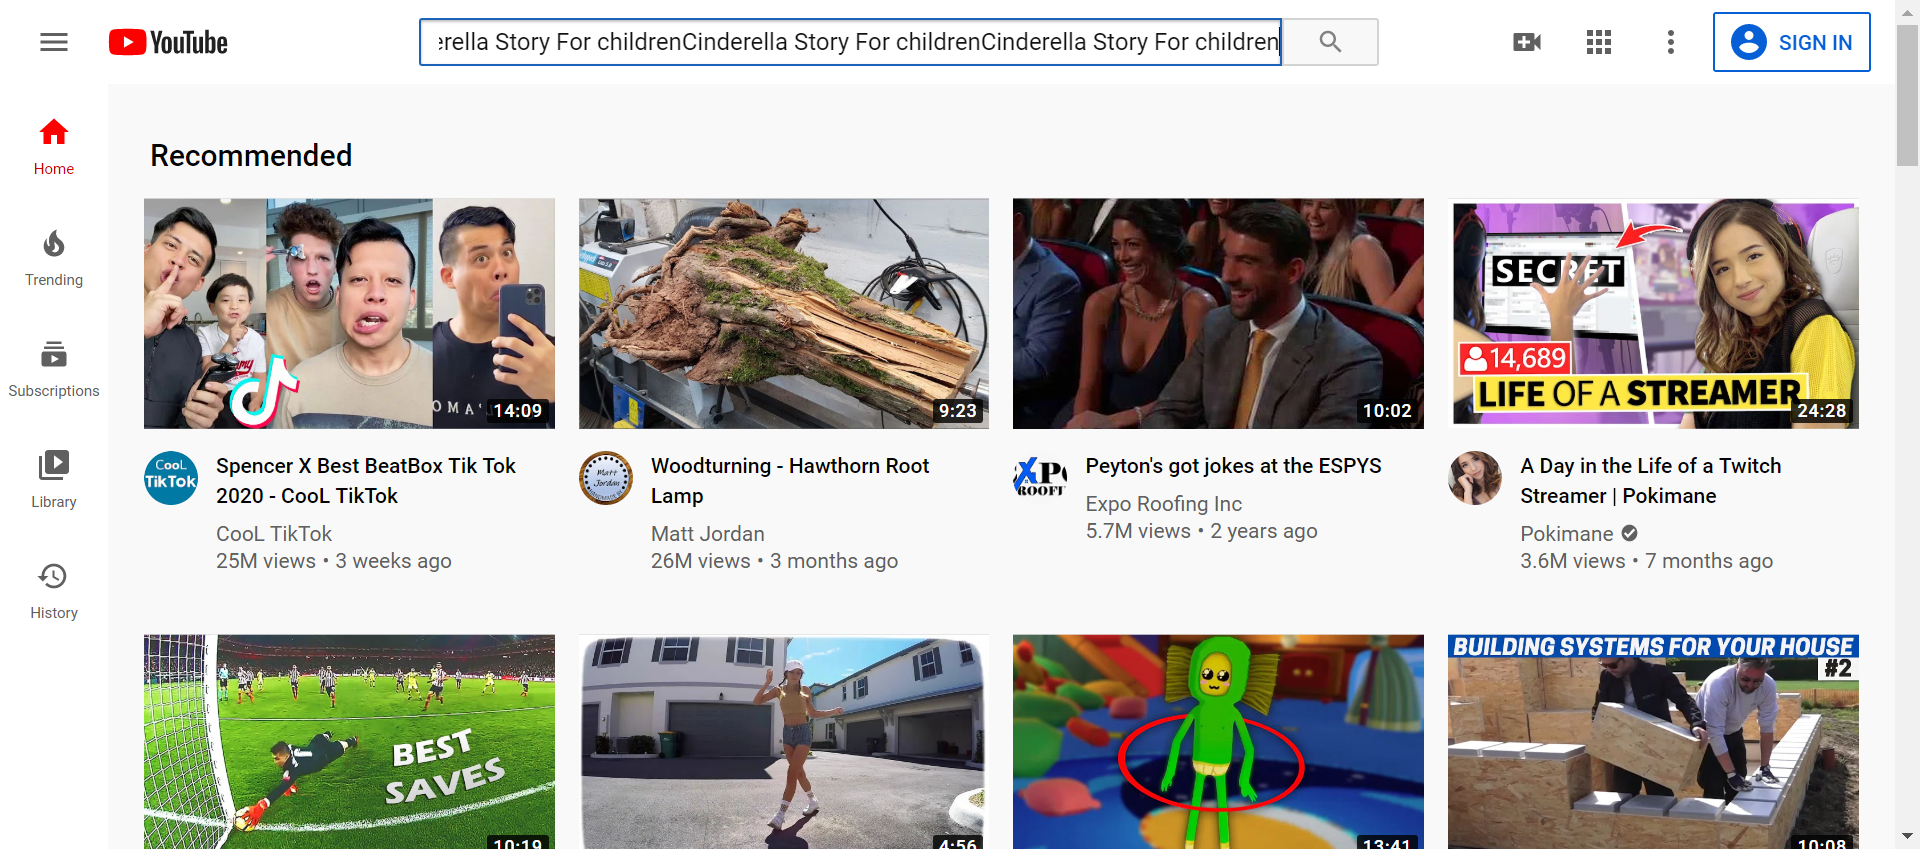 YouTube
erella Story For childrenCinderella Story For childrenCinderella Story For children
SIGN IN
Home
Trending
Subscriptions
Library
History
Recommended
14:09
9:23
10:02
SECRET
14,689
LIFE OF A STREAMER
24:28
CooL
TikTok
Spencer X Best BeatBox Tik Tok
2020 - CooL TikTok
CooL TikTok
25M views • 3 weeks ago
Matt
Jordan
Woodturning - Hawthorn Root
Lamp
Matt Jordan
26M views • 3 months ago
Peyton's got jokes at the ESPYS
Expo Roofing Inc
5.7M views • 2 years ago
A Day in the Life of a Twitch
Streamer | Pokimane
Pokimane
3.6M views • 7 months ago
BEST
SAVES
10:19
4:56
13:41
BUILDING SYSTEMS FOR YOUR HOUSE
#2
10:08